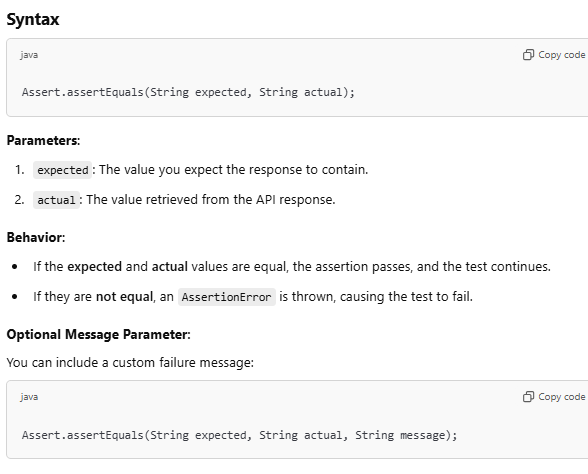 Syntax
java Copy code
Assert.assertEquals(String expected, String actual);
Parameters:
1. expected: The value you expect the response to contain.
2. actual: The value retrieved from the API response.
Behavior:
• If the expected and actual values are equal, the assertion passes, and the test continues.
• If they are not equal, an AssertionError is thrown, causing the test to fail.
Optional Message Parameter:
You can include a custom failure message:
java Copy code
Assert.assertEquals(String expected, String actual, String message);